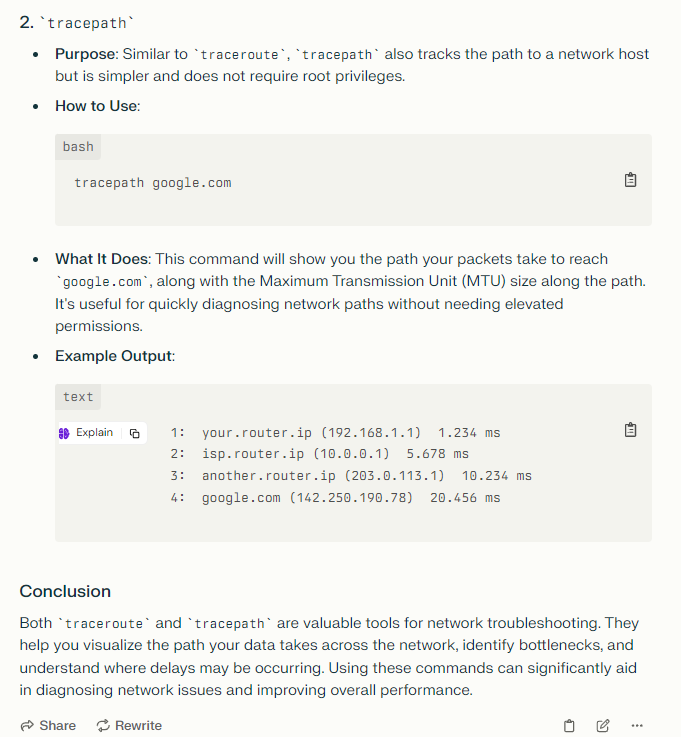 2. `tracepath`
Purpose: Similar to `traceroute`, `tracepath` also tracks the path to a network host
but is simpler and does not require root privileges.
How to Use:
bash
tracepath google.com
What It Does: This command will show you the path your packets take to reach
`google.com`, along with the Maximum Transmission Unit (MTU) size along the path.
It's useful for quickly diagnosing network paths without needing elevated
permissions.
Example Output:
text
Explain
1:  your.router.ip (192.168.1.1)  1.234 ms
2:  isp.router.ip (10.0.0.1)  5.678 ms
3:  another.router.ip (203.0.113.1)  10.234 ms
4:  google.com (142.250.190.78)  20.456 ms
Conclusion
Both `traceroute` and `tracepath` are valuable tools for network troubleshooting. They
help you visualize the path your data takes across the network, identify bottlenecks, and
understand where delays may be occurring. Using these commands can significantly aid
in diagnosing network issues and improving overall performance.
Share Rewrite